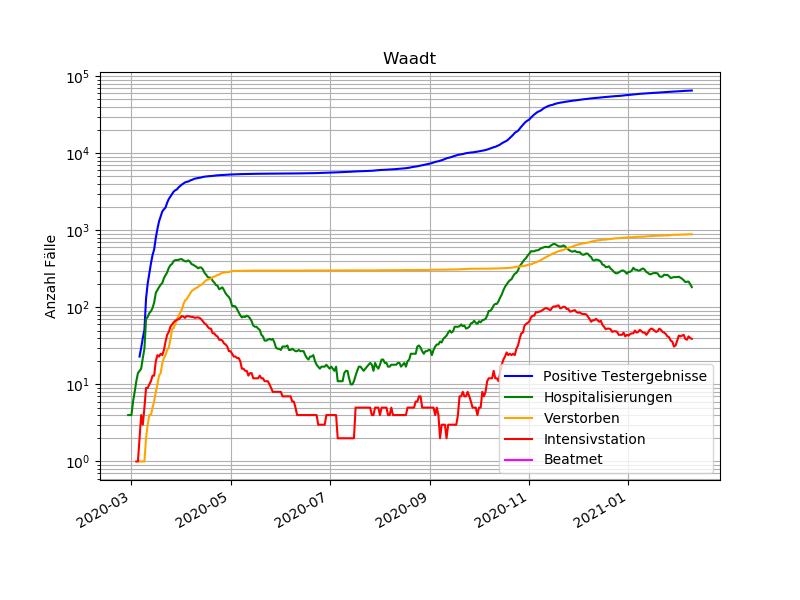 Waadt
Anzahl Fälle
10^5
10^4
10^3
10^2
10^1
10^0
Positive Testergebnisse
Hospitalisierungen
Verstorben
Intensivstation
Beatmet
2020-03
2020-05
2020-07
2020-09
2020-11
2021-01